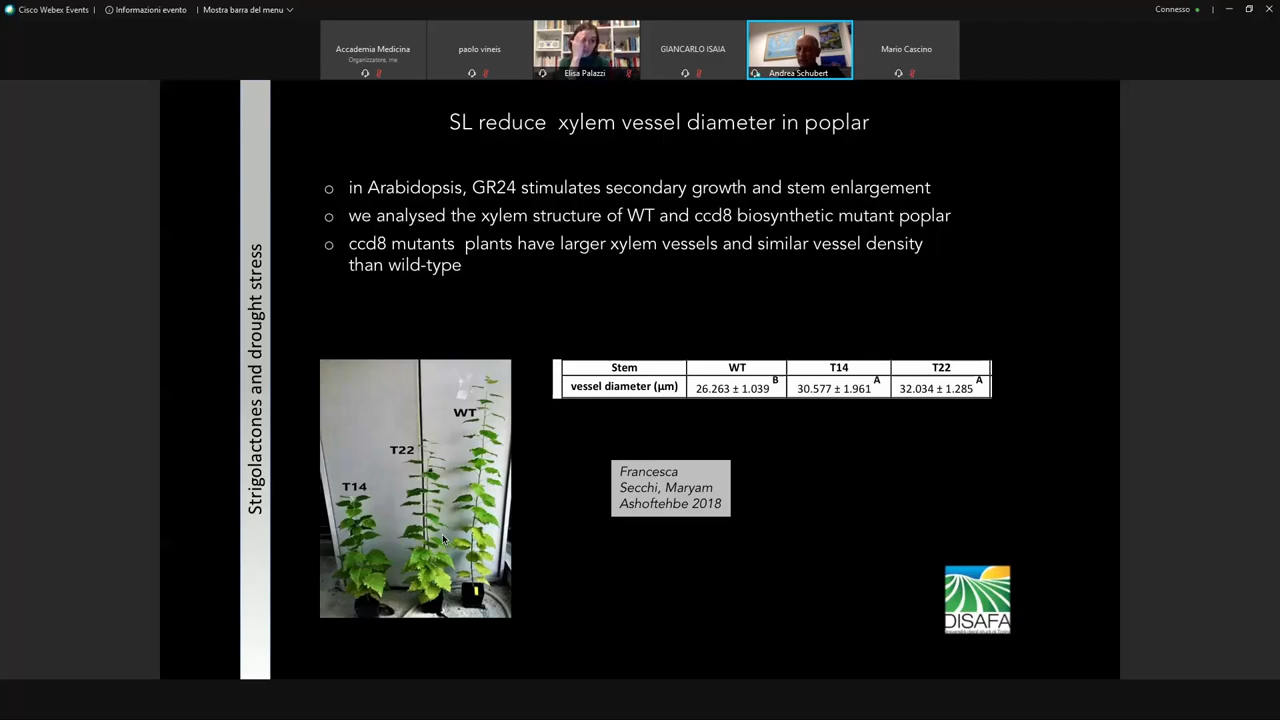 Cisco Webex Events
Informazioni evento
Mostra barra del menu
Connesso
Accademia Medicina
Organizzatore, me
paolo vineis
Elisa Palazzi
GIANCARLO ISAIA
Andrea Schubert
Mario Cascino
SL reduce xylem vessel diameter in poplar
o in Arabidopsis, GR24 stimulates secondary growth and stem enlargement
o we analysed the xylem structure of WT and ccd8 biosynthetic mutant poplar
o ccd8 mutants plants have larger xylem vessels and similar vessel density
than wild-type
Strigolactones and drought stress
T14
T22
WT
Stem WT T14 T22
vessel diameter (µm) 26.263 ± 1.039 B 30.577 ± 1.961 A 32.034 ± 1.285 A
Francesca
Secchi, Maryam
Ashoftehbe 2018
DISAFA